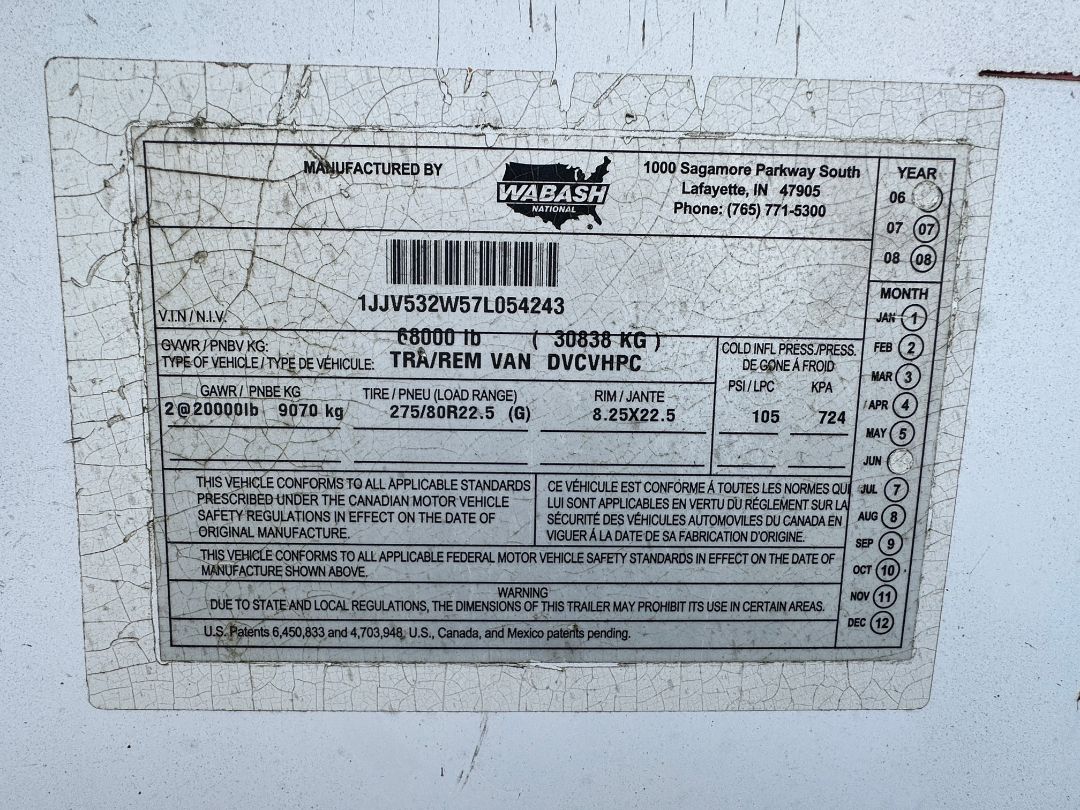 MANUFACTURED BY
WABASH
NATIONAL
1000 Sagamore Parkway South
Lafayette, IN 47905
Phone: (765) 771-5300
1JJV532W57L054243
V.I.N / N.I.V.
GVWR / PNBV KG: 68000 lb ( 30838 KG )
TYPE OF VEHICLE / TYPE DE VÉHICULE: TRA/REM VAN DVCVHPC
GAWR / PNBE KG
2@20000lb 9070 kg
TIRE / PNEU (LOAD RANGE)
275/80R22.5 (G)
RIM / JANTE
8.25X22.5
COLD INFL PRESS./PRESS.
DE GONE À FROID
PSI / LPC KPA
105 724
THIS VEHICLE CONFORMS TO ALL APPLICABLE STANDARDS
PRESCRIBED UNDER THE CANADIAN MOTOR VEHICLE
SAFETY REGULATIONS IN EFFECT ON THE DATE OF
ORIGINAL MANUFACTURE.
CE VÉHICULE EST CONFORME À TOUTES LES NORMES QUI
LUI SONT APPLICABLES EN VERTU DU RÉGLEMENT SUR LA
SÉCURITÉ DES VÉHICULES AUTOMOVILES DU CANADA EN
VIGUER À LA DATE DE SA FABRICATION D'ORIGINE.
THIS VEHICLE CONFORMS TO ALL APPLICABLE FEDERAL MOTOR VEHICLE SAFETY STANDARDS IN EFFECT ON THE DATE OF
MANUFACTURE SHOWN ABOVE.
WARNING
DUE TO STATE AND LOCAL REGULATIONS, THE DIMENSIONS OF THIS TRAILER MAY PROHIBIT ITS USE IN CERTAIN AREAS.
U.S. Patents 6,450,833 and 4,703,948, U.S., Canada, and Mexico patents pending.
YEAR
06
07 07
08 08
MONTH
JAN 1
FEB 2
MAR 3
APR 4
MAY 5
JUN
JUL 7
AUG 8
SEP 9
OCT 10
NOV 11
DEC 12